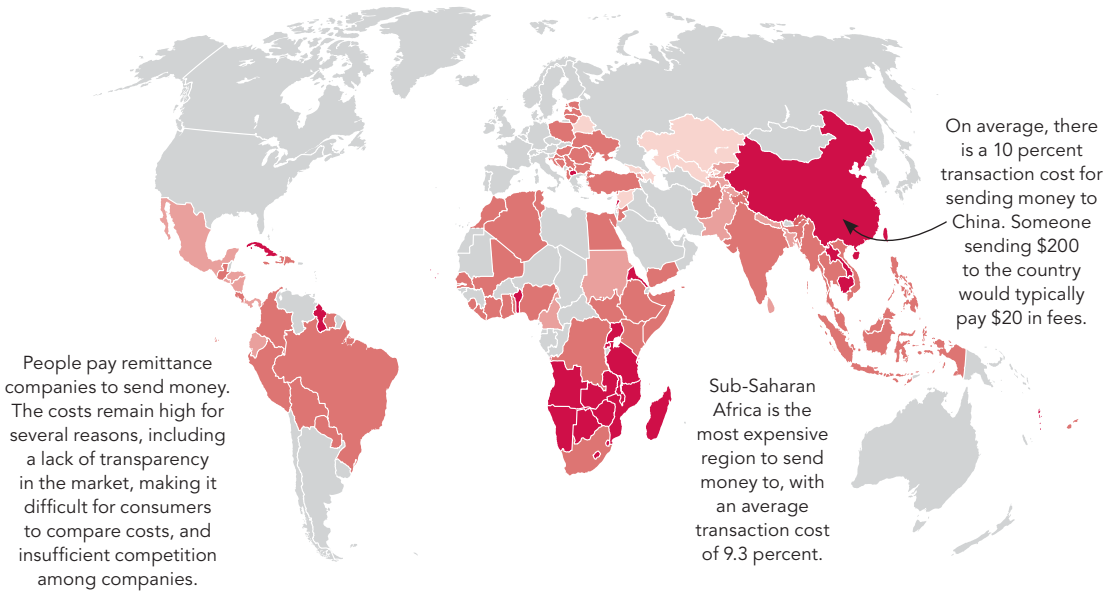 On average, there
is a 10 percent
transaction cost for
sending money to
China. Someone
sending $200
to the country
would typically
pay $20 in fees.
People pay remittance
companies to send money.
The costs remain high for
several reasons, including
a lack of transparency
in the market, making it
difficult for consumers
to compare costs, and
insufficient competition
among companies.
Sub-Saharan
Africa is the
most expensive
region to send
money to, with
an average
transaction cost
of 9.3 percent.